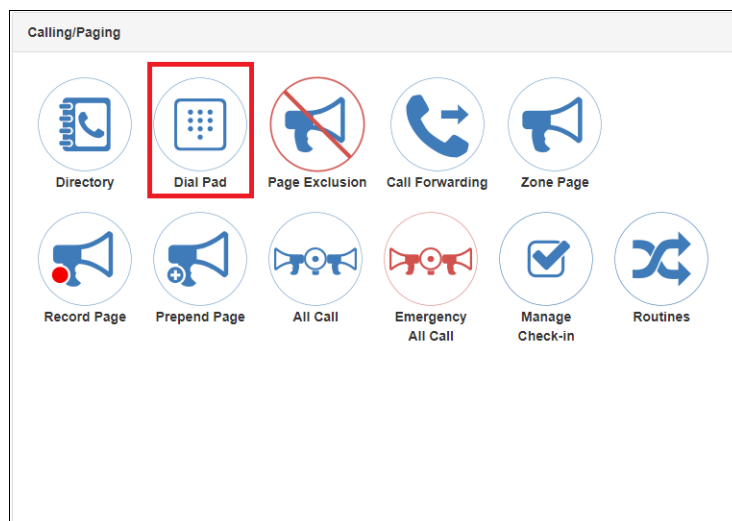 Calling/Paging
Directory
Dial Pad
Page Exclusion
Call Forwarding
Zone Page
Record Page
Prepend Page
All Call
Emergency
All Call
Manage
Check-in
Routines